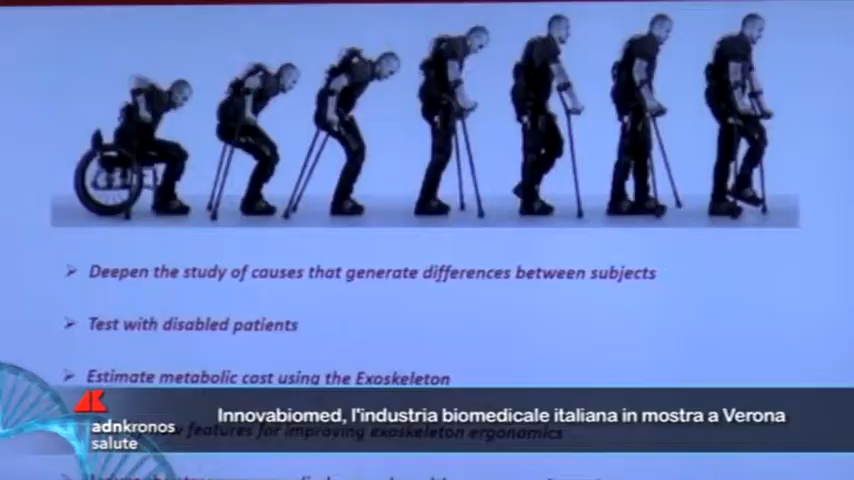 Deepen the study of causes that generate differences between subjects
Test with disabled patients
Estimate metabolic cost using the Exoskeleton
features for improving exoskeleton ergonomics
Innovabiomed, l'industria biomedicale italiana in mostra a Verona
adnkronos
salute